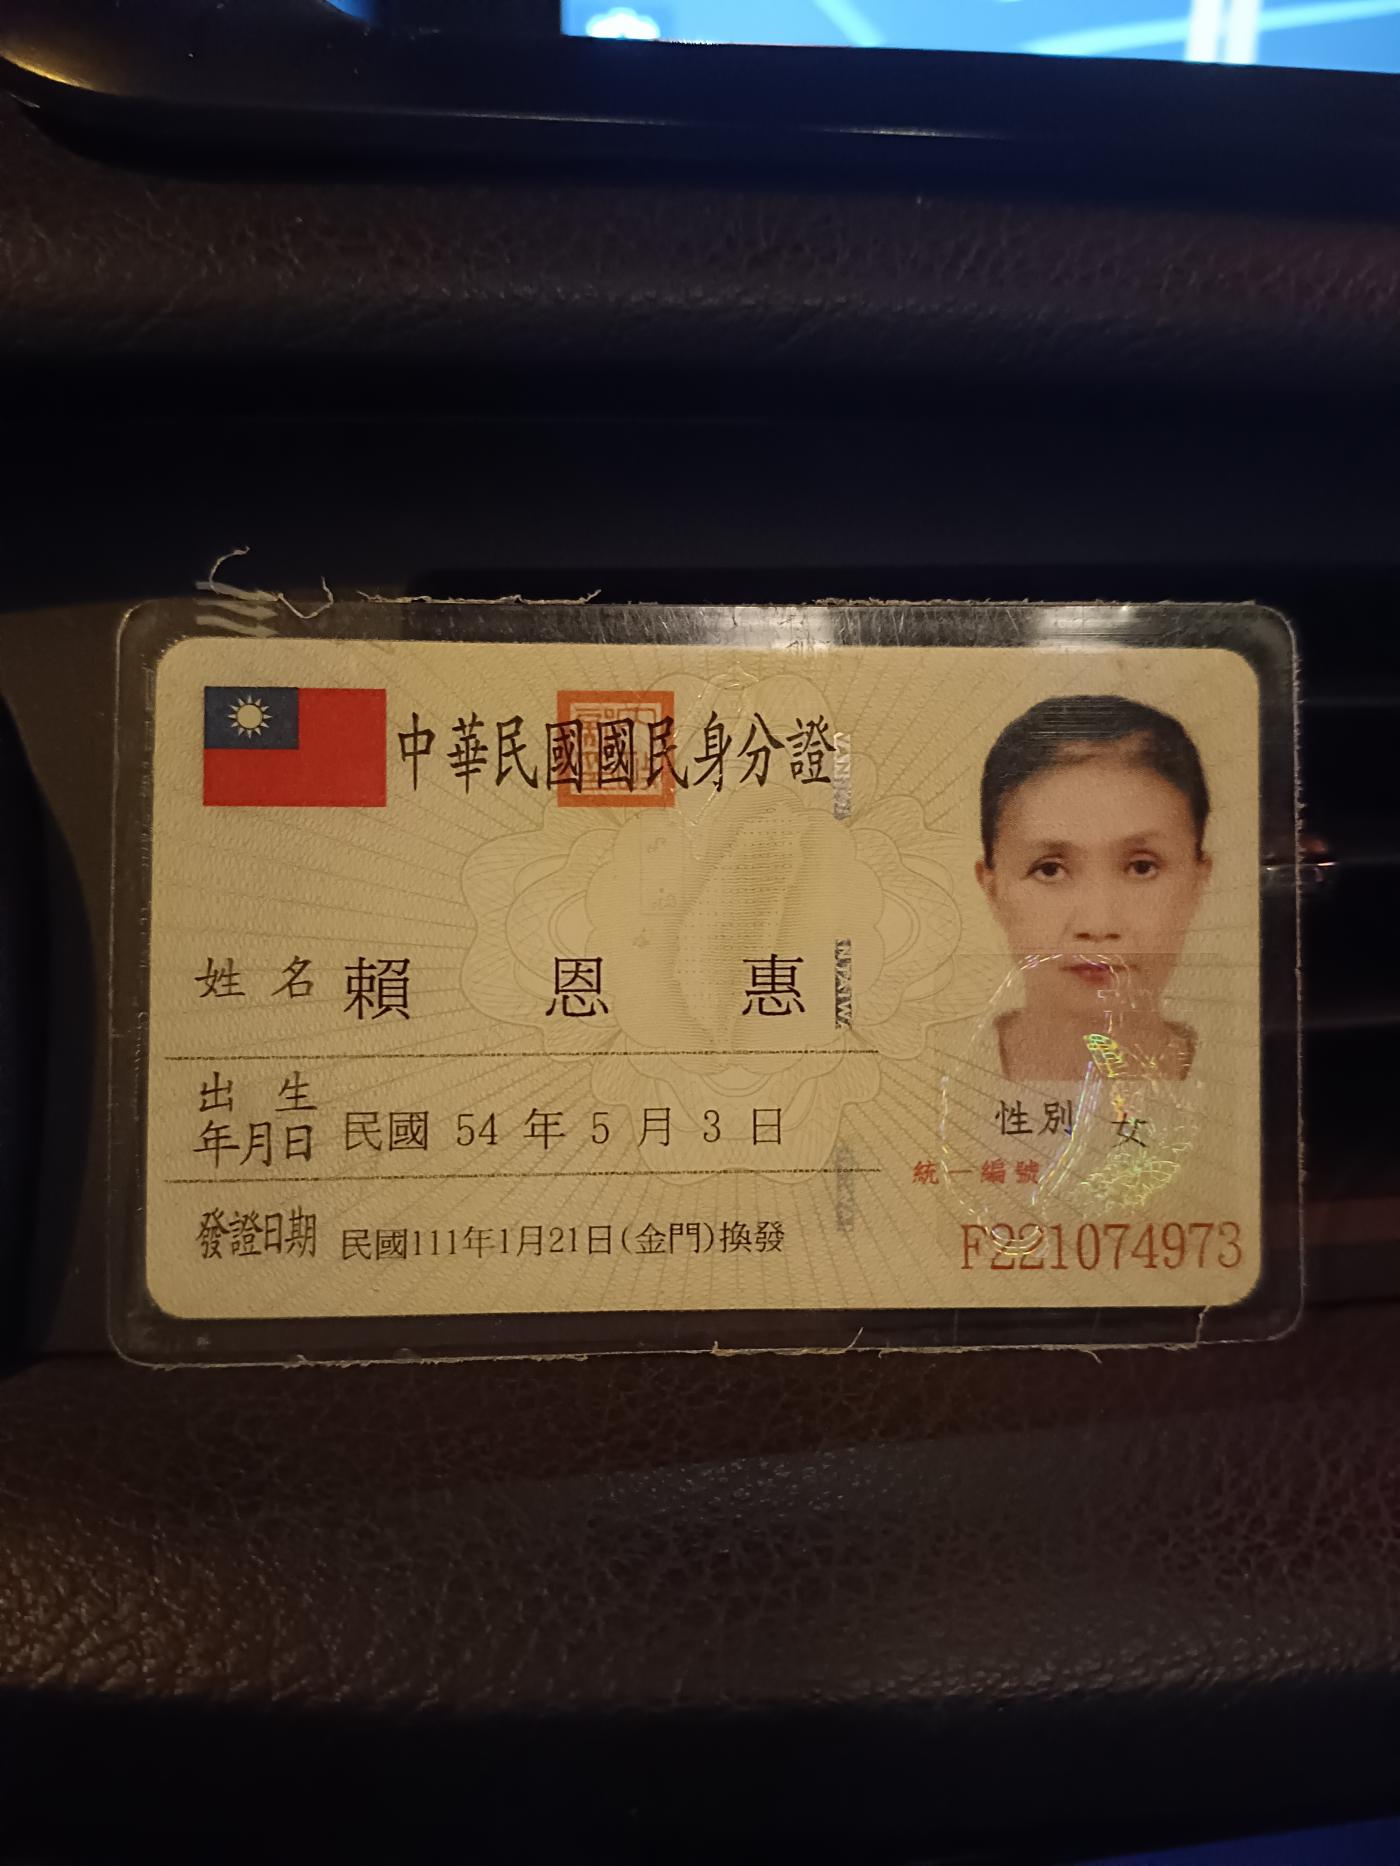 中華民國國民身分證
姓名 賴恩惠
出生年月日 民國 54 年 5 月 3 日
性別 女
發證日期 民國111年1月21日(金門)換發
統一編號
F221074973